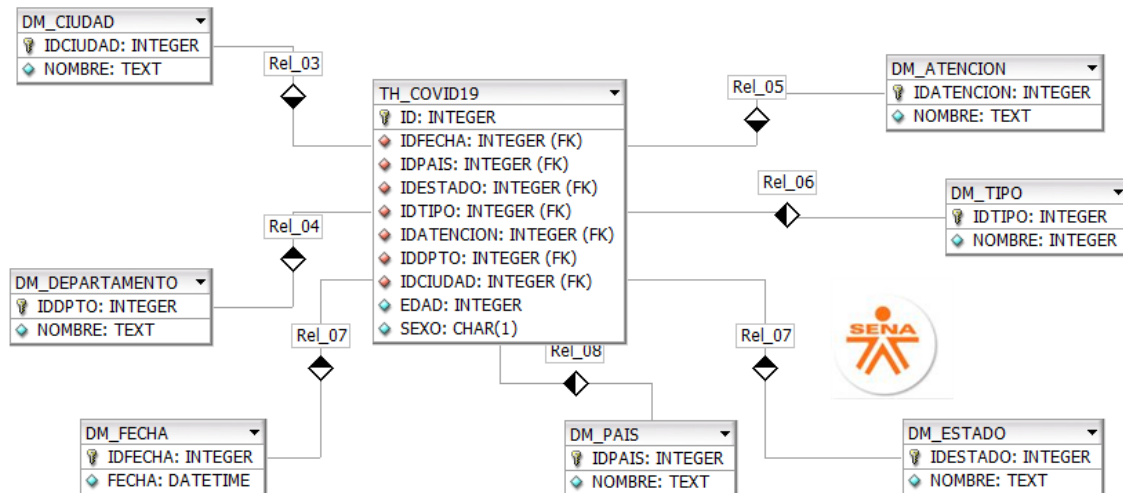 DM_CIUDAD
IDCIUDAD: INTEGER
NOMBRE: TEXT
Rel_03
TH_COVID19
ID: INTEGER
IDFECHA: INTEGER (FK)
IDPAIS: INTEGER (FK)
IDESTADO: INTEGER (FK)
IDTIPO: INTEGER (FK)
IDATENCION: INTEGER (FK)
IDDPTO: INTEGER (FK)
IDCIUDAD: INTEGER (FK)
EDAD: INTEGER
SEXO: CHAR(1)
Rel_05
DM_ATENCION
IDATENCION: INTEGER
NOMBRE: TEXT
Rel_06
DM_TIPO
IDTIPO: INTEGER
NOMBRE: INTEGER
Rel_04
DM_DEPARTAMENTO
IDDPTO: INTEGER
NOMBRE: TEXT
Rel_07
Rel_08
Rel_07
SENA
DM_FECHA
IDFECHA: INTEGER
FECHA: DATETIME
DM_PAIS
IDPAIS: INTEGER
NOMBRE: TEXT
DM_ESTADO
IDESTADO: INTEGER
NOMBRE: TEXT